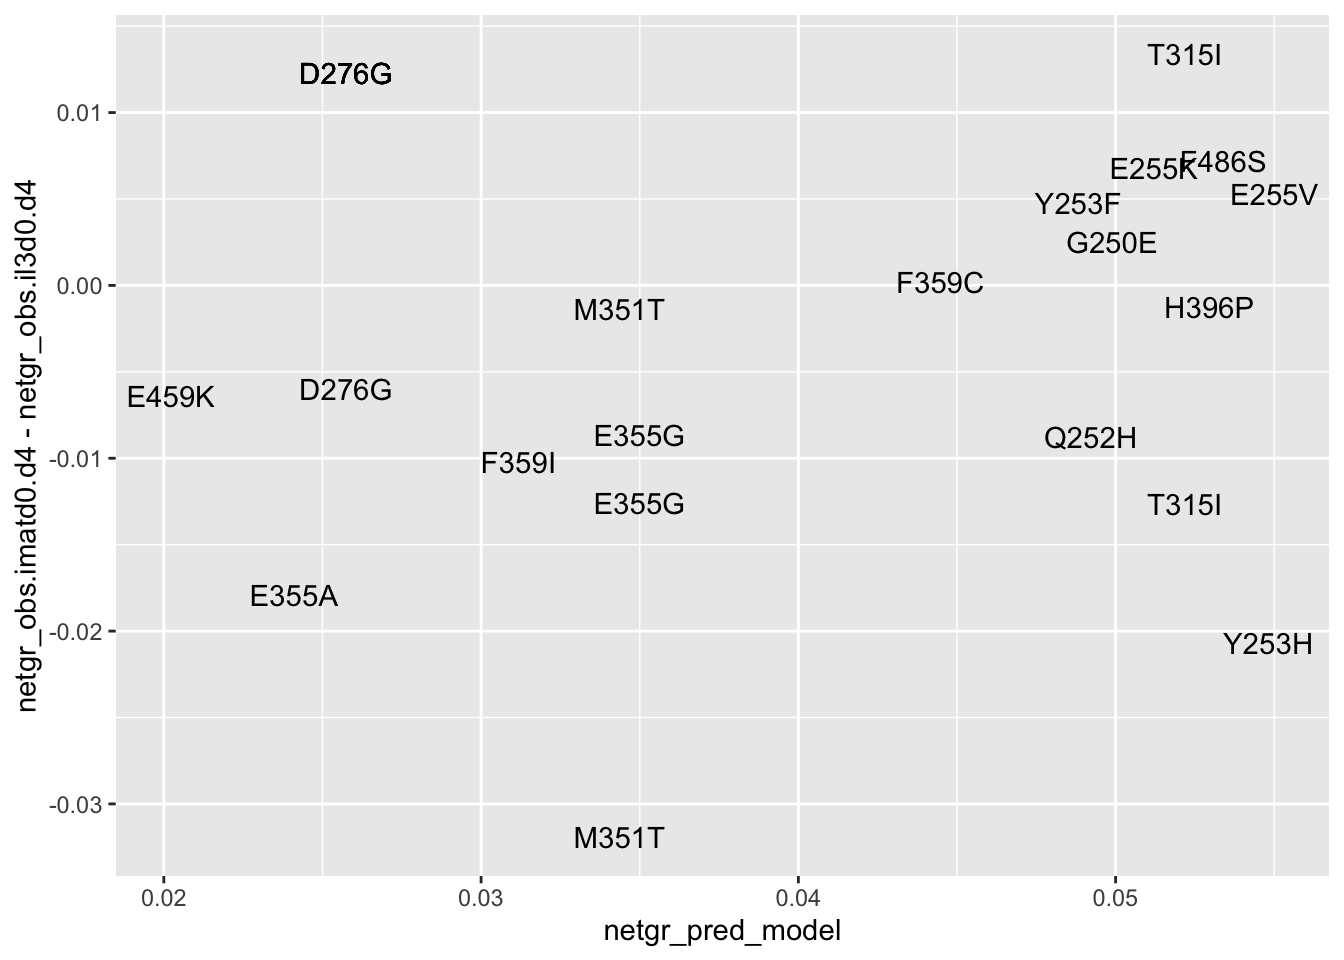 T315I
D276G
0.01
F486S
E255K
E255V
Y253F
G250E
0.00
F359C
M351T
H396P
D276G
E459K
E355G
Q252H
-0.01
F359I
E355G
T315I
E355A
-0.02
Y253H
-0.03
M351T
netgr_obs.imatd0.d4 - netgr_obs.il3d0.d4
0.02
0.03
0.04
0.05
netgr_pred_model